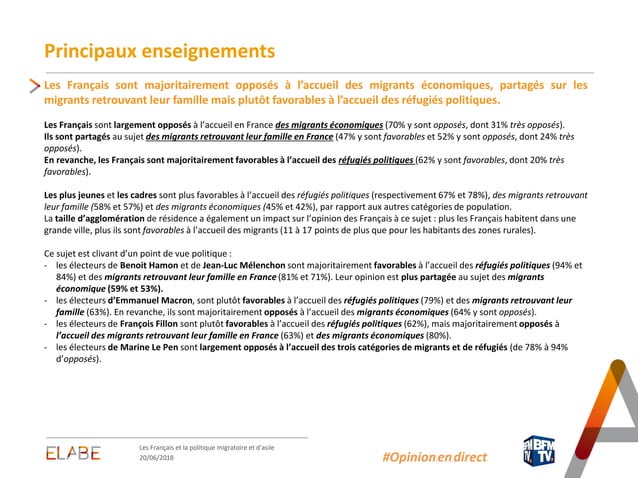 Principaux enseignements
Les Français sont majoritairement opposés à l’accueil des migrants économiques, partagés sur les
migrants retrouvant leur famille mais plutôt favorables à l’accueil des réfugiés politiques.
Les Français sont largement opposés à l’accueil en France des migrants économiques (70% y sont opposés, dont 31% très opposés).
Ils sont partagés au sujet des migrants retrouvant leur famille en France (47% y sont favorables et 52% y sont opposés, dont 24% très
opposés).
En revanche, les Français sont majoritairement favorables à l’accueil des réfugiés politiques (62% y sont favorables, dont 20% très
favorables).
Les plus jeunes et les cadres sont plus favorables à l’accueil des réfugiés politiques (respectivement 67% et 78%), des migrants retrouvant
leur famille (58% et 57%) et des migrants économiques (45% et 42%), par rapport aux autres catégories de population.
La taille d’agglomération de résidence a également un impact sur l’opinion des Français à ce sujet : plus les Français habitent dans une
grande ville, plus ils sont favorables à l’accueil des migrants (11 à 17 points de plus que pour les habitants des zones rurales).
Ce sujet est clivant d’un point de vue politique :
- les électeurs de Benoit Hamon et de Jean-Luc Mélenchon sont majoritairement favorables à l’accueil des réfugiés politiques (94% et
84%) et des migrants retrouvant leur famille en France (81% et 71%). Leur opinion est plus partagée au sujet des migrants
économique (59% et 53%).
- les électeurs d’Emmanuel Macron, sont plutôt favorables à l’accueil des réfugiés politiques (79%) et des migrants retrouvant leur
famille (63%). En revanche, ils sont majoritairement opposés à l’accueil des migrants économiques (64% y sont opposés).
- les électeurs de François Fillon sont plutôt favorables à l’accueil des réfugiés politiques (62%), mais majoritairement opposés à
l’accueil des migrants retrouvant leur famille en France (63%) et des migrants économiques (80%).
- les électeurs de Marine Le Pen sont largement opposés à l’accueil des trois catégories de migrants et de réfugiés (de 78% à 94%
d’opposés).
ELABE
Les Français et la politique migratoire et d'asile
20/06/2018
#Opinion en direct
BFM
TV.